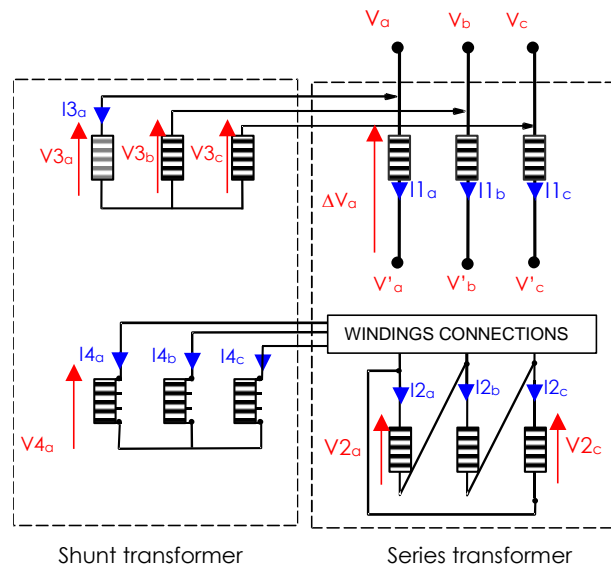 Va Vb Vc
I3a
V3a V3b V3c
I1a I1b I1c
ΔVa
V'a V'b V'c
WINDINGS CONNECTIONS
I4a I4b I4c
I2a I2b I2c
V4a
V2a V2c
Shunt transformer Series transformer